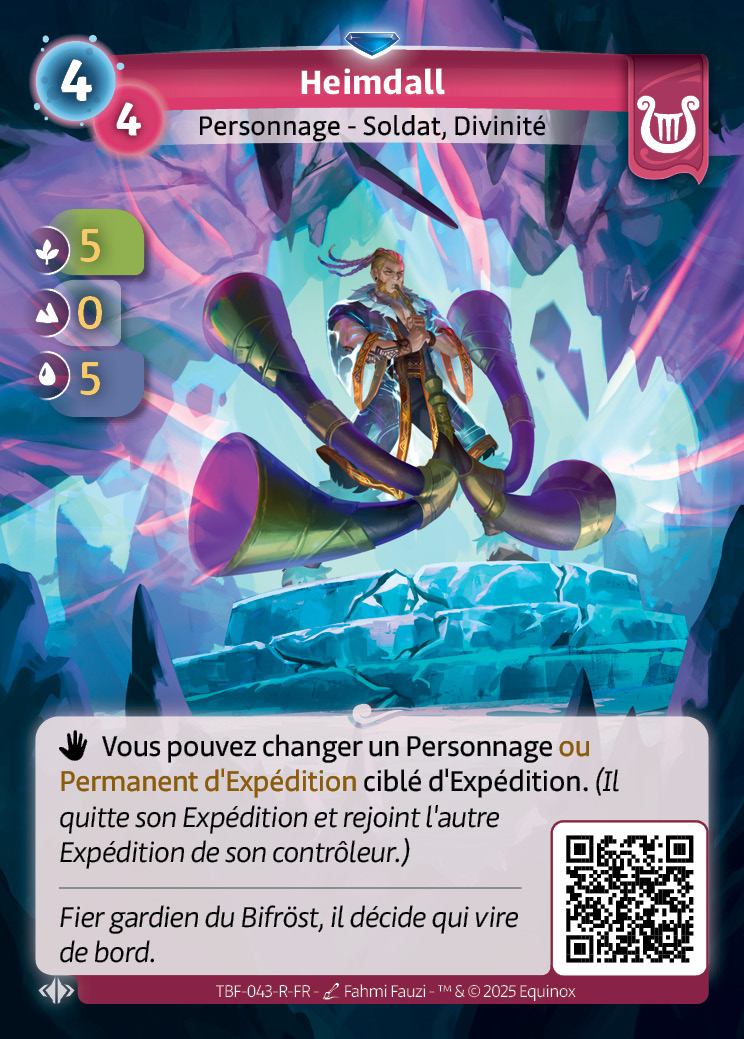 4
Heimdall
4
Personnage - Soldat, Divinité
5
0
5
Vous pouvez changer un Personnage ou
Permanent d'Expédition ciblé d'Expédition. (Il
quitte son Expédition et rejoint l'autre
Expédition de son contrôleur.)
Fier gardien du Bifröst, il décide qui vire
de bord.
TBF-043-R-FR - Fahmi Fauzi - ™ & © 2025 Equinox